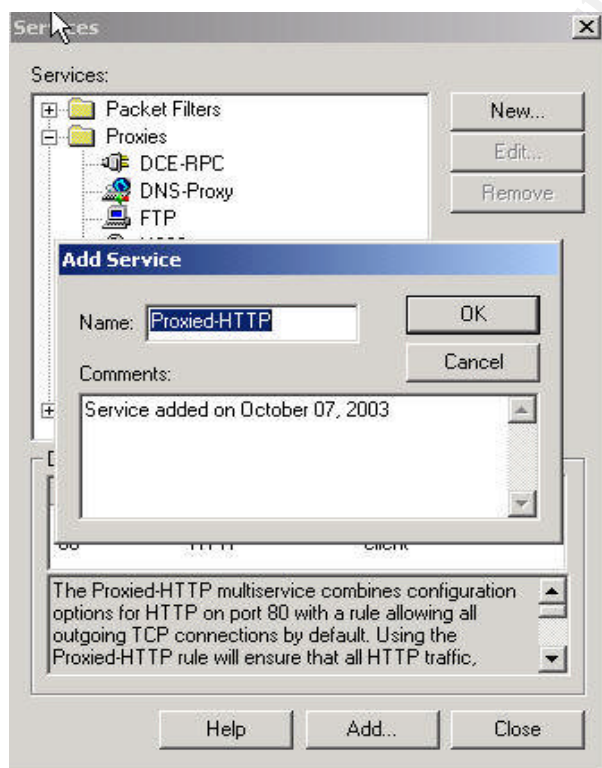 Services
Services:
Packet Filters
Proxies
DCE-RPC
DNS-Proxy
FTP
New...
Edit...
Remove
Add Service
Name: Proxied-HTTP
OK
Cancel
Comments:
Service added on October 07, 2003
The Proxied-HTTP multiservice combines configuration
options for HTTP on port 80 with a rule allowing all
outgoing TCP connections by default. Using the
Proxied-HTTP rule will ensure that all HTTP traffic,
Help
Add...
Close